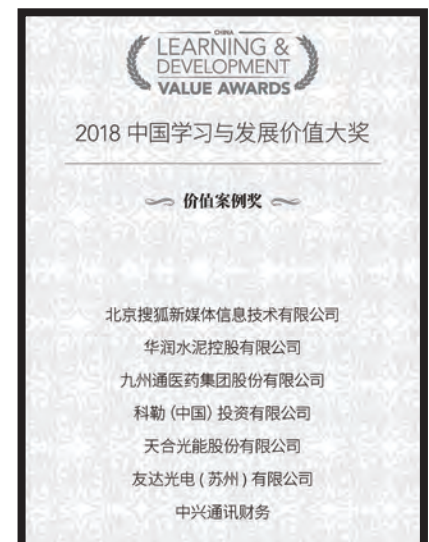 CHINA
LEARNING &
DEVELOPMENT
VALUE AWARDS
2018 中国学习与发展价值大奖
价值案例奖
北京搜狐新媒体信息技术有限公司
华润水泥控股有限公司
九州通医药集团股份有限公司
科勒 (中国) 投资有限公司
天合光能股份有限公司
友达光电 ( 苏州 ) 有限公司
中兴通讯财务